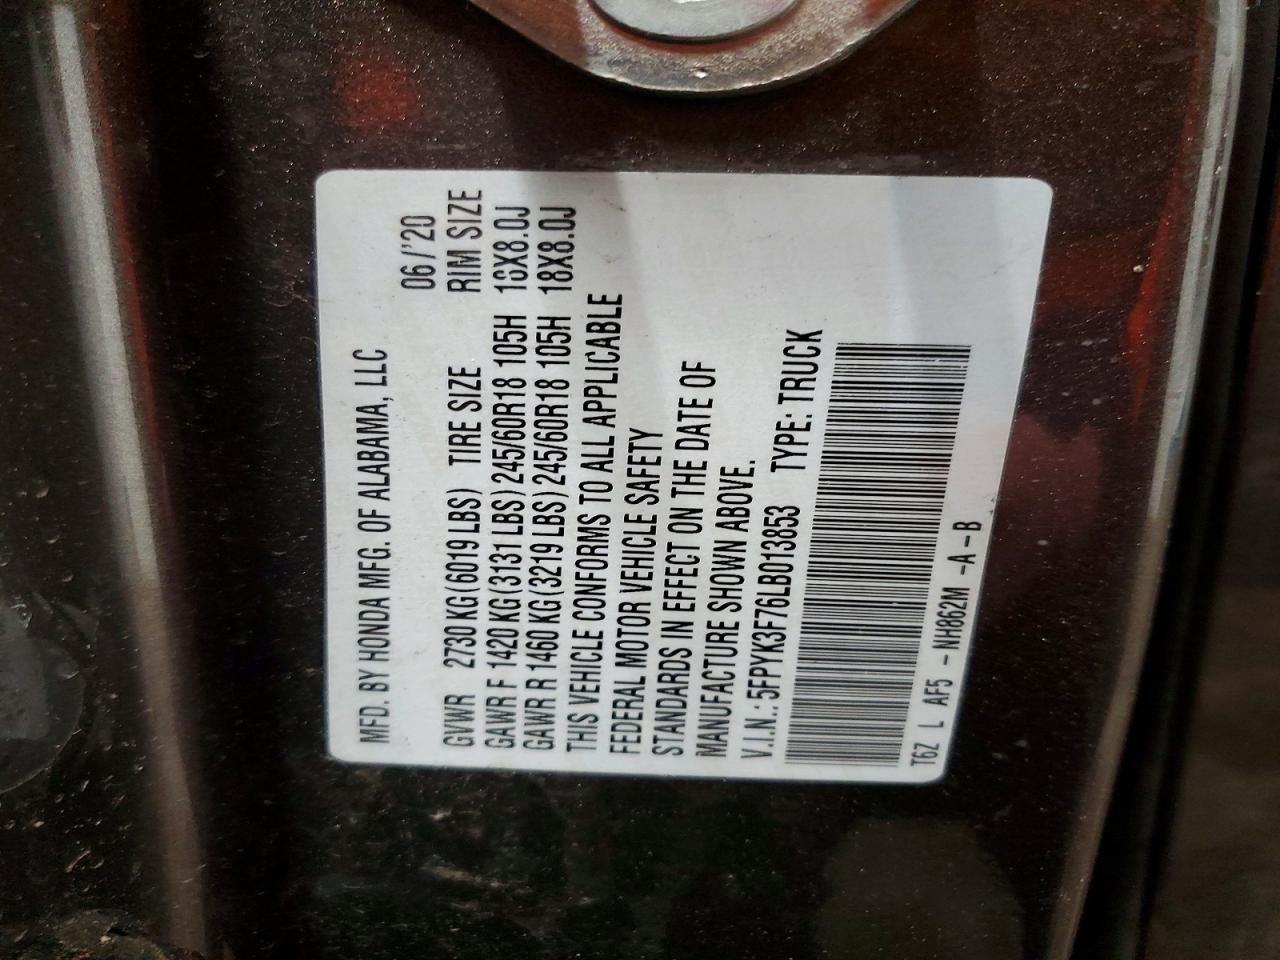 MFD. BY HONDA MFG. OF ALABAMA, LLC
06/'20
GVWR 2730 KG(6019 LBS) TIRE SIZE RIM SIZE
GAWR F 1420 KG(3131 LBS) 245/60R18 105H 18X8.0J
GAWR R 1460 KG(3219 LBS) 245/60R18 105H 18X8.0J
THIS VEHICLE CONFORMS TO ALL APPLICABLE
FEDERAL MOTOR VEHICLE SAFETY
STANDARDS IN EFFECT ON THE DATE OF
MANUFACTURE SHOWN ABOVE.
V.I.N.: 5FPYK3F76LB013853 TYPE: TRUCK
T6Z L AF5 - NH862M -A-B